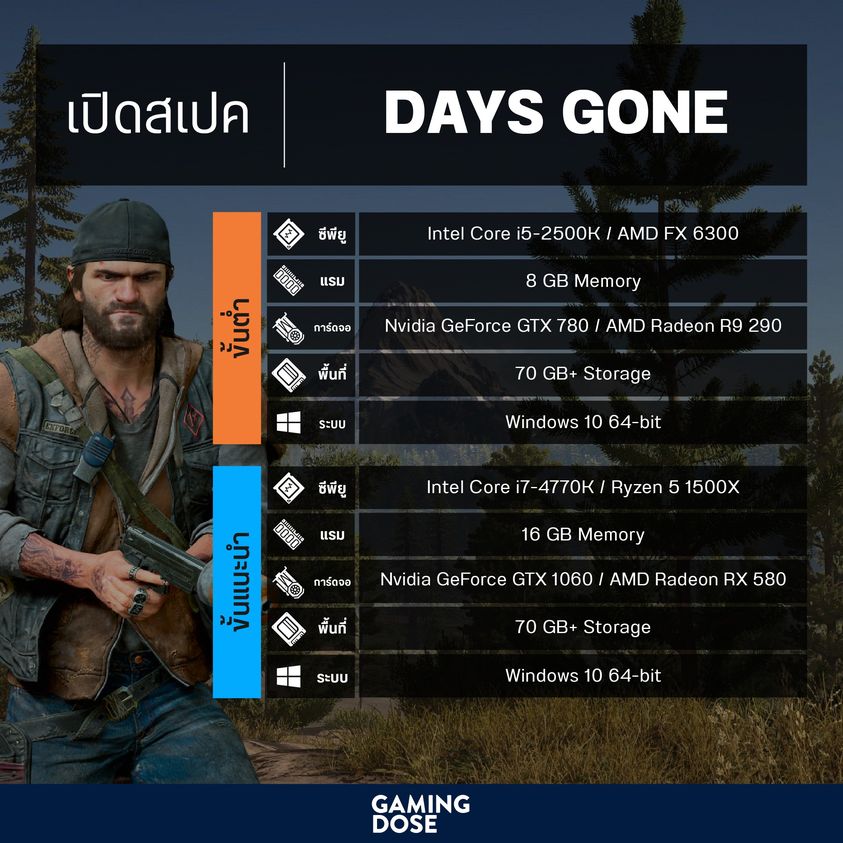 เปิดสเปค
DAYS GONE
ขั้นต่ำ
ซีพียู Intel Core i5-2500K / AMD FX 6300
แรม 8 GB Memory
การ์ดจอ Nvidia GeForce GTX 780 / AMD Radeon R9 290
พื้นที่ 70 GB+ Storage
ระบบ Windows 10 64-bit
ขั้นแนะนำ
ซีพียู Intel Core i7-4770K / Ryzen 5 1500X
แรม 16 GB Memory
การ์ดจอ Nvidia GeForce GTX 1060 / AMD Radeon RX 580
พื้นที่ 70 GB+ Storage
ระบบ Windows 10 64-bit
GAMING
DOSE